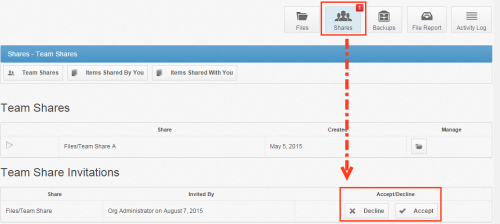 1
Files Shares Backups File Report Activity Log
Shares - Team Shares
Team Shares Items Shared By You Items Shared With You
Team Shares
Share Created Manage
Files/Team Share A May 5, 2015
Team Share Invitations
Share Invited By Accept/Decline
Files/Team Share Org Administrator on August 7, 2015 Decline Accept